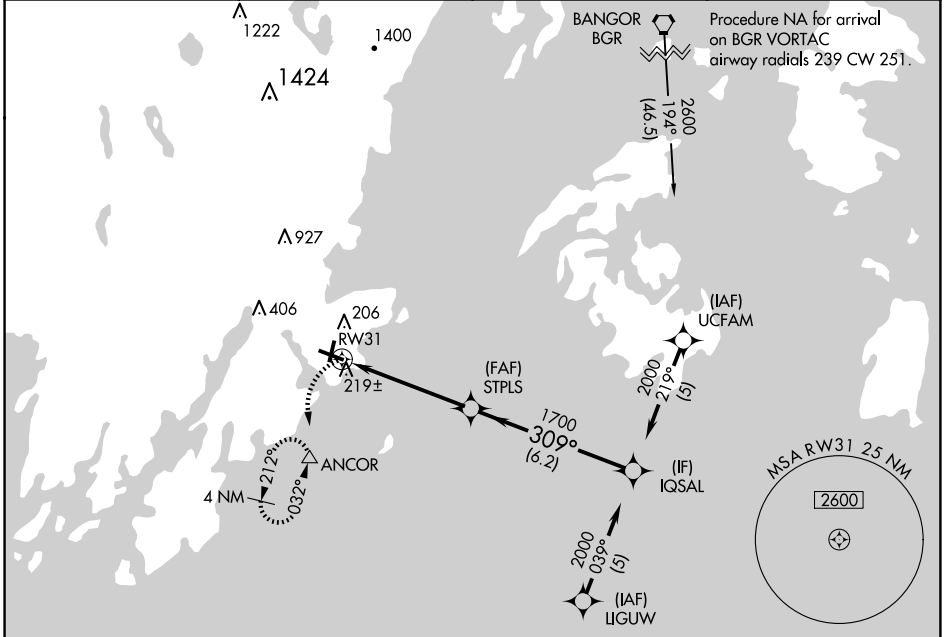 1222
1400
1424
BANGOR
BGR
Procedure NA for arrival
on BGR VORTAC
airway radials 239 CW 251.
2600
194°
(46.5)
927
406
206
RW31
219±
(FAF)
STPLS
(IAF)
UCFAM
2000
219°
(5)
1700
309°
(6.2)
(IF)
IQSAL
212°
032°
ANCOR
4 NM
2000
039°
(5)
(IAF)
LIGUW
MSA RW31 25 NM
2600